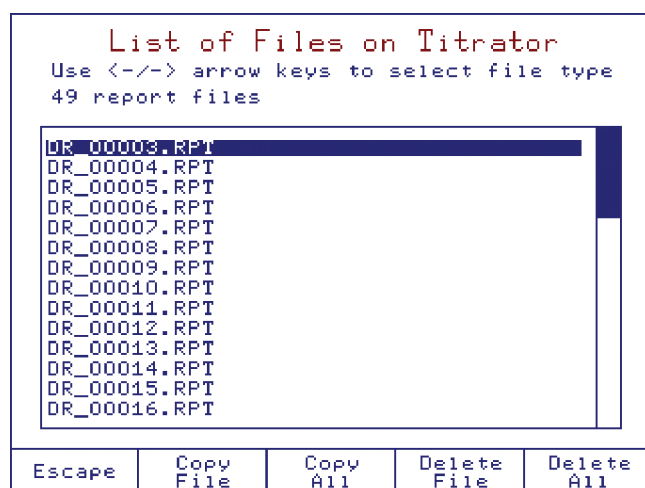 List of Files on Titrator
Use <-/-> arrow keys to select file type
49 report files
DR_00003.RPT
DR_00004.RPT
DR_00005.RPT
DR_00006.RPT
DR_00007.RPT
DR_00008.RPT
DR_00009.RPT
DR_00010.RPT
DR_00011.RPT
DR_00012.RPT
DR_00013.RPT
DR_00014.RPT
DR_00015.RPT
DR_00016.RPT
Escape
Copy
File
Copy
All
Delete
File
Delete
All